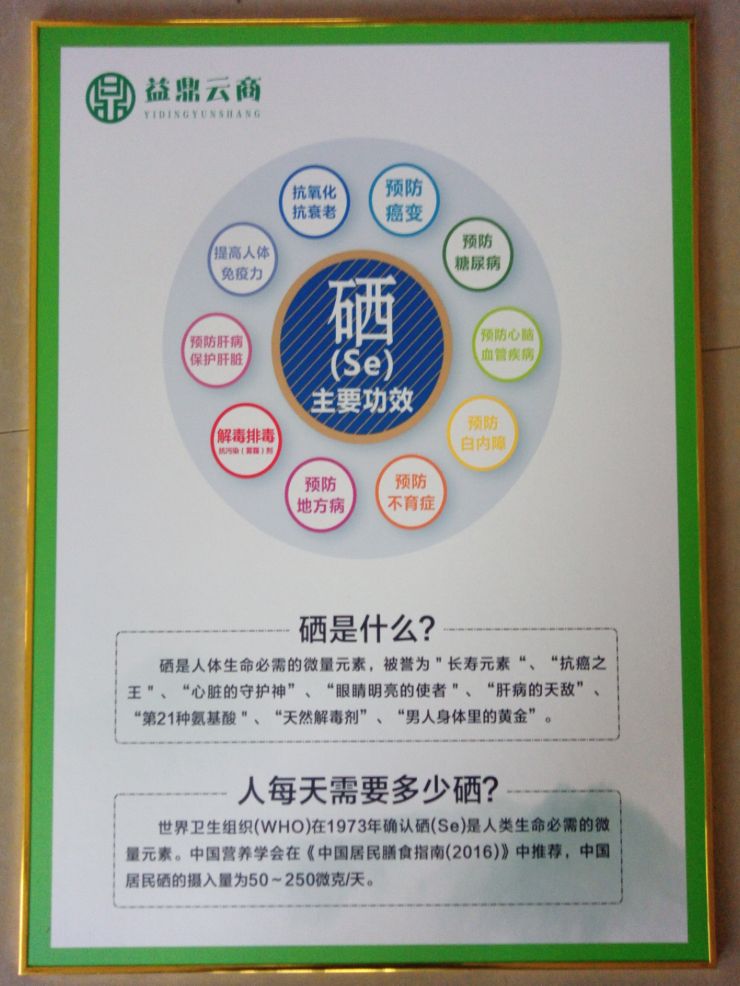 益鼎云商
YIDINGYUNSHANG
抗氧化
抗衰老
预防
癌变
提高人体
免疫力
预防
糖尿病
硒
(Se)
主要功效
预防肝病
保护肝脏
预防心脑
血管疾病
解毒排毒
抗污染(雾霾)剂
预防
白内障
预防
地方病
预防
不育症
硒是什么?
硒是人体生命必需的微量元素，被誉为"长寿元素“、“抗癌之
王"、“心脏的守护神”、“眼睛明亮的使者"、“肝病的天敌”、
“第21种氨基酸"、“天然解毒剂”、“男人身体里的黄金”。
人每天需要多少硒?
世界卫生组织(WHO)在1973年确认硒(Se)是人类生命必需的微
量元素。中国营养学会在《中国居民膳食指南(2016)》中推荐，中国
居民硒的摄入量为50～250微克/天。